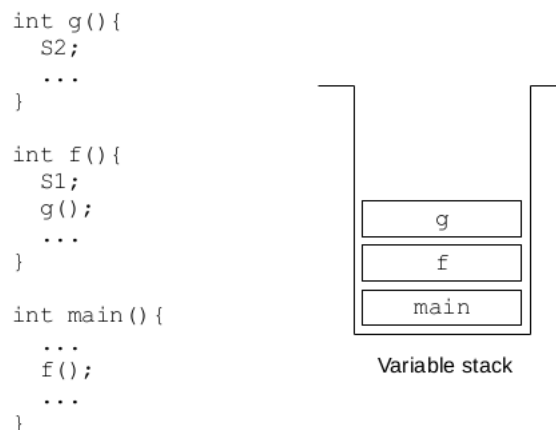 int g(){
S2;
...
}
int f(){
S1;
g();
...
}
int main(){
...
f();
...
}
g
f
main
Variable stack